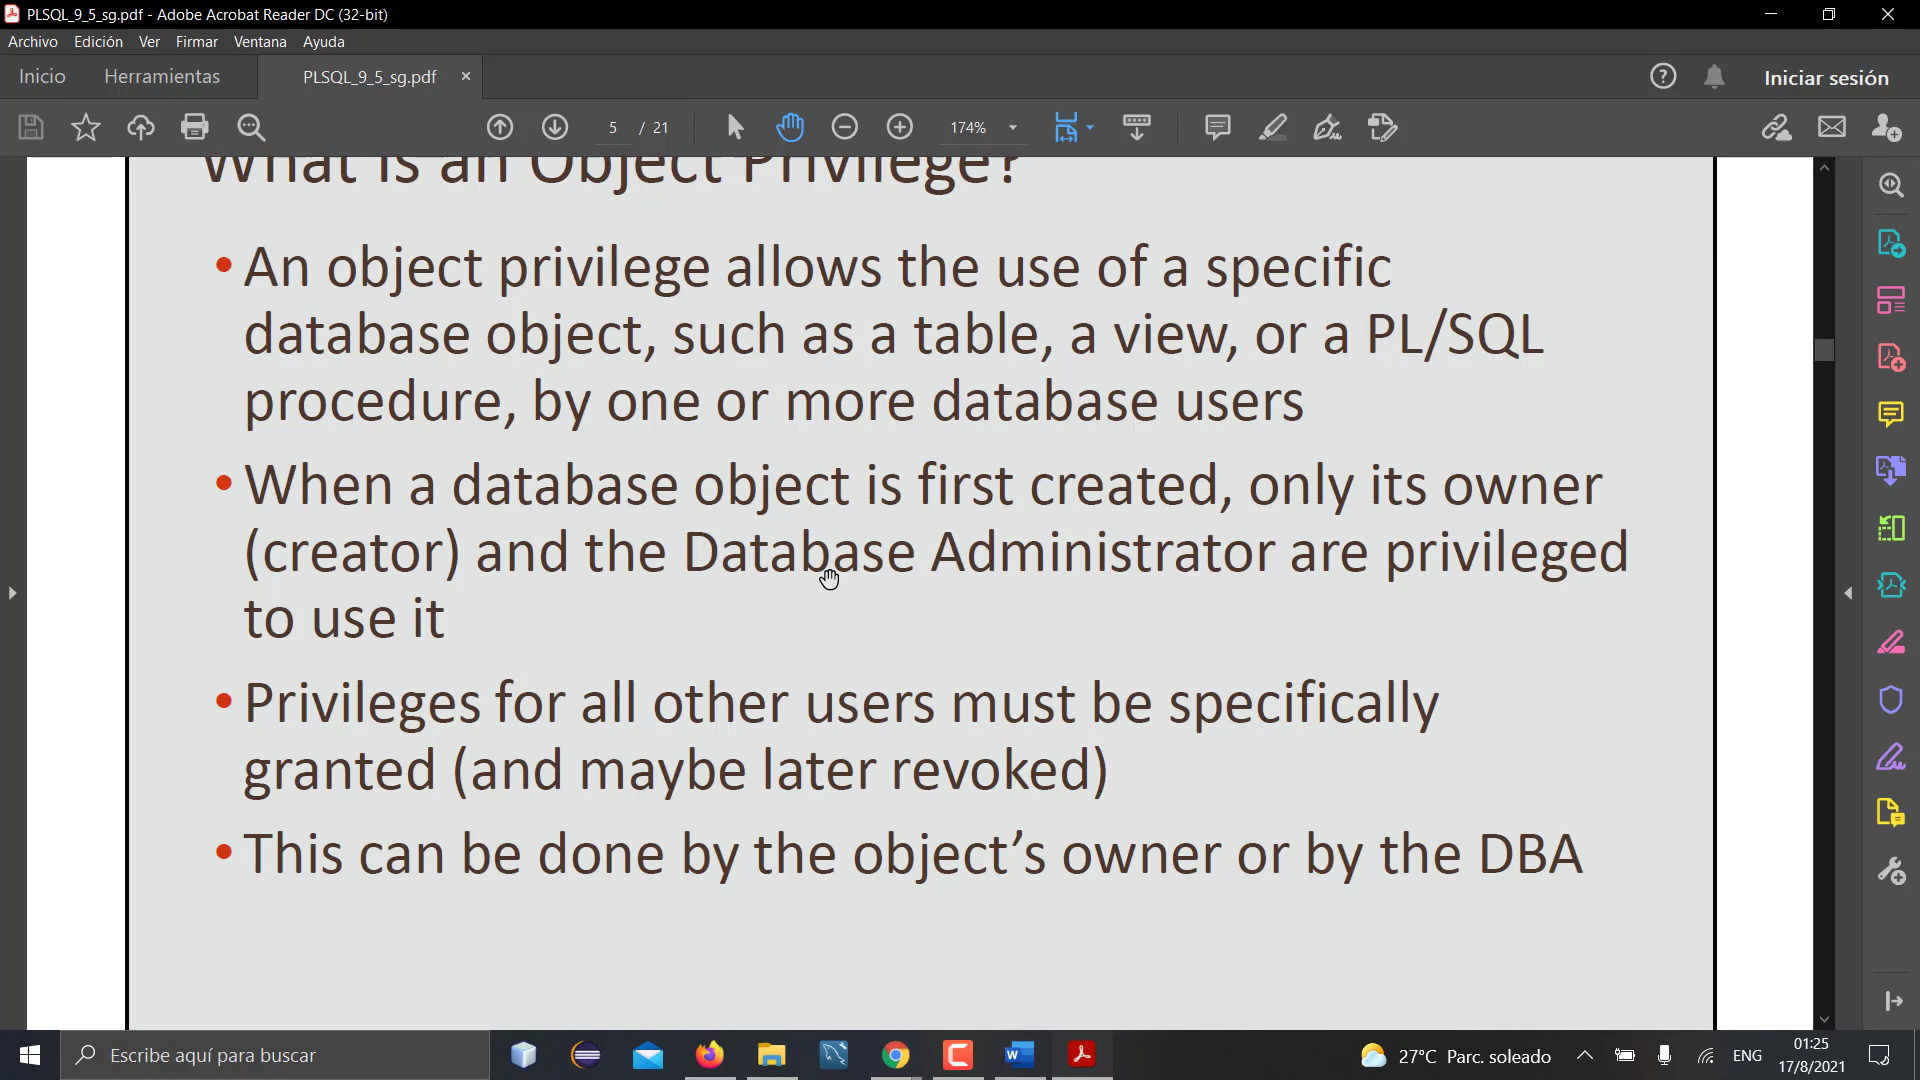 PLSQL_9_5_sg.pdf - Adobe Acrobat Reader DC (32-bit)
Archivo Edición Ver Firmar Ventana Ayuda
Inicio Herramientas PLSQL_9_5_sg.pdf × Iniciar sesión
5 / 21 174%
What is an Object Privilege?
• An object privilege allows the use of a specific
database object, such as a table, a view, or a PL/SQL
procedure, by one or more database users
• When a database object is first created, only its owner
(creator) and the Database Administrator are privileged
to use it
• Privileges for all other users must be specifically
granted (and maybe later revoked)
• This can be done by the object’s owner or by the DBA
Escribe aquí para buscar
27°C Parc. soleado
ENG
01:25
17/8/2021